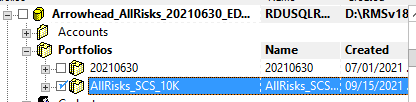 Arrowhead_AllRisks_20210630_ED... RDUSQLR... D:\RMSv18
Accounts
Portfolios Name Created
20210630 20210630 07/01/2021
AllRisks_SCS_10K AllRisks_SCS... 09/15/2021